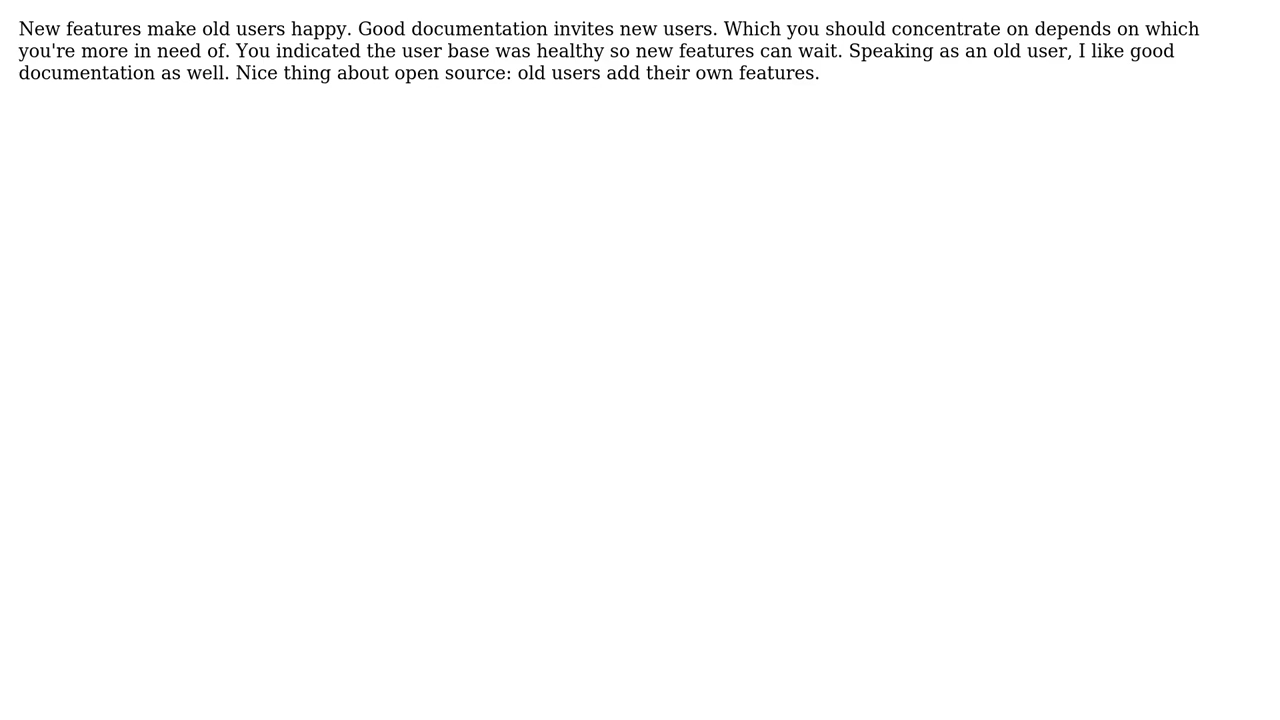 New features make old users happy. Good documentation invites new users. Which you should concentrate on depends on which
you're more in need of. You indicated the user base was healthy so new features can wait. Speaking as an old user, I like good
documentation as well. Nice thing about open source: old users add their own features.